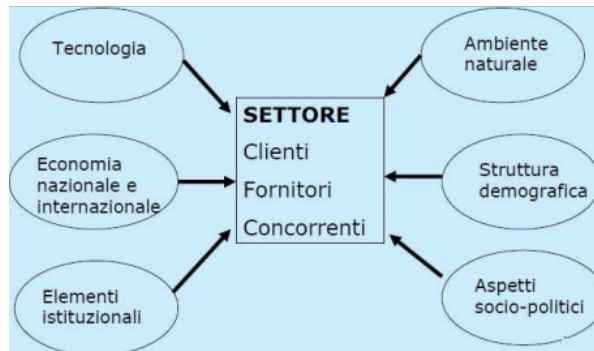 Tecnologia
Ambiente
naturale
SETTORE
Clienti
Fornitori
Concorrenti
Economia
nazionale e
internazionale
Struttura
demografica
Elementi
istituzionali
Aspetti
socio-politici